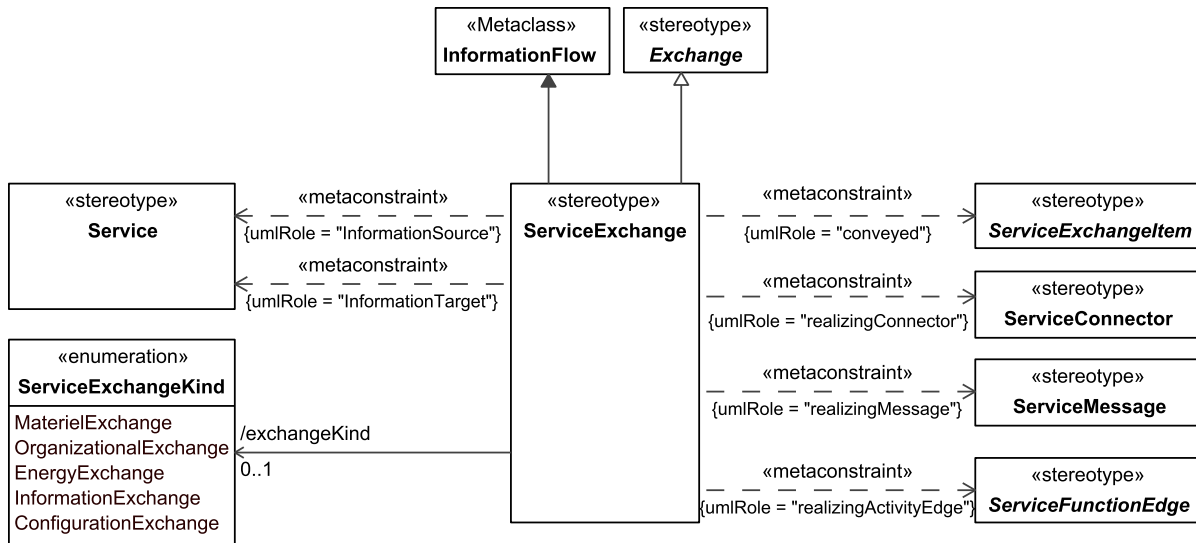 «Metaclass»
InformationFlow
«stereotype»
Exchange
«stereotype»
Service
«metaconstraint»
{umlRole = "InformationSource"}
«metaconstraint»
{umlRole = "InformationTarget"}
«stereotype»
ServiceExchange
«metaconstraint»
{umlRole = "conveyed"}
«stereotype»
ServiceExchangeItem
«metaconstraint»
{umlRole = "realizingConnector"}
«stereotype»
ServiceConnector
«enumeration»
ServiceExchangeKind
MaterielExchange
OrganizationalExchange
EnergyExchange
InformationExchange
ConfigurationExchange
/exchangeKind
0..1
«metaconstraint»
{umlRole = "realizingMessage"}
«stereotype»
ServiceMessage
«metaconstraint»
{umlRole = "realizingActivityEdge"}
«stereotype»
ServiceFunctionEdge